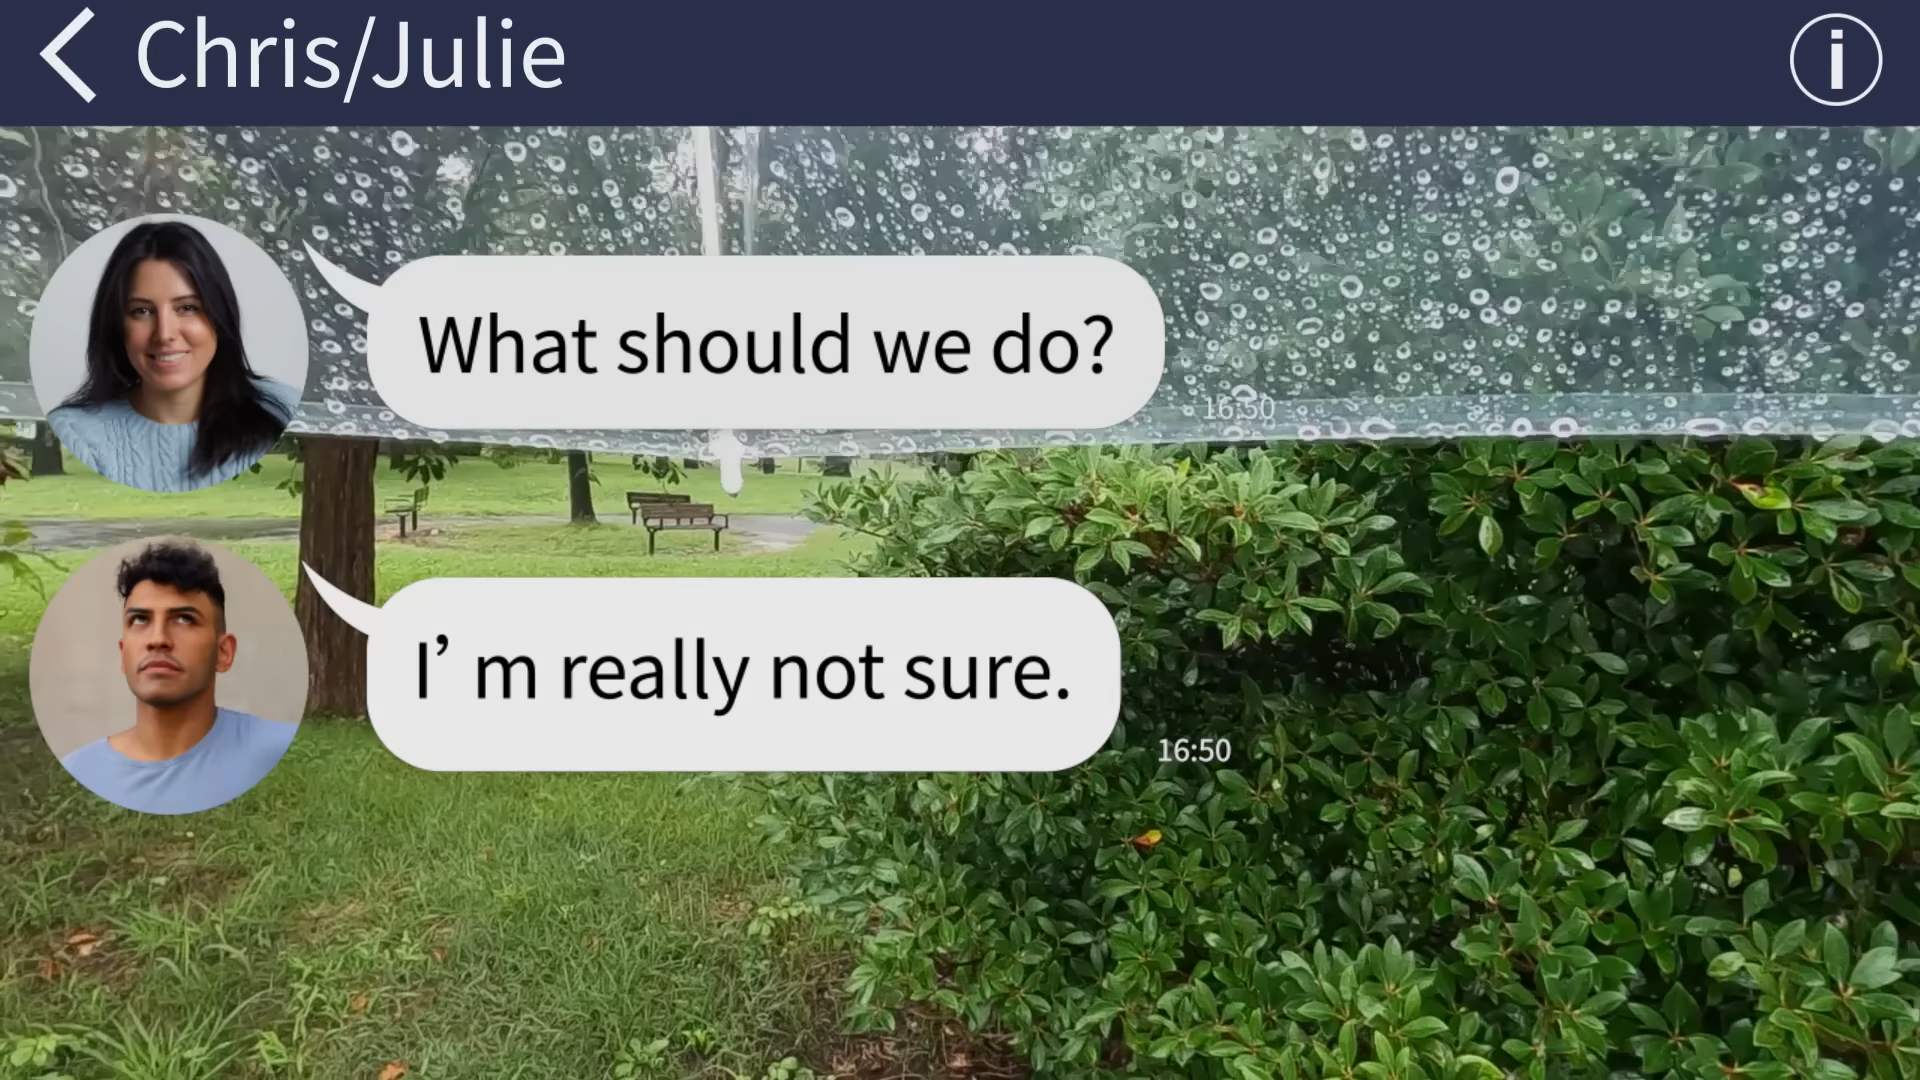 Chris/Julie
What should we do?
16:50
I’m really not sure.
16:50